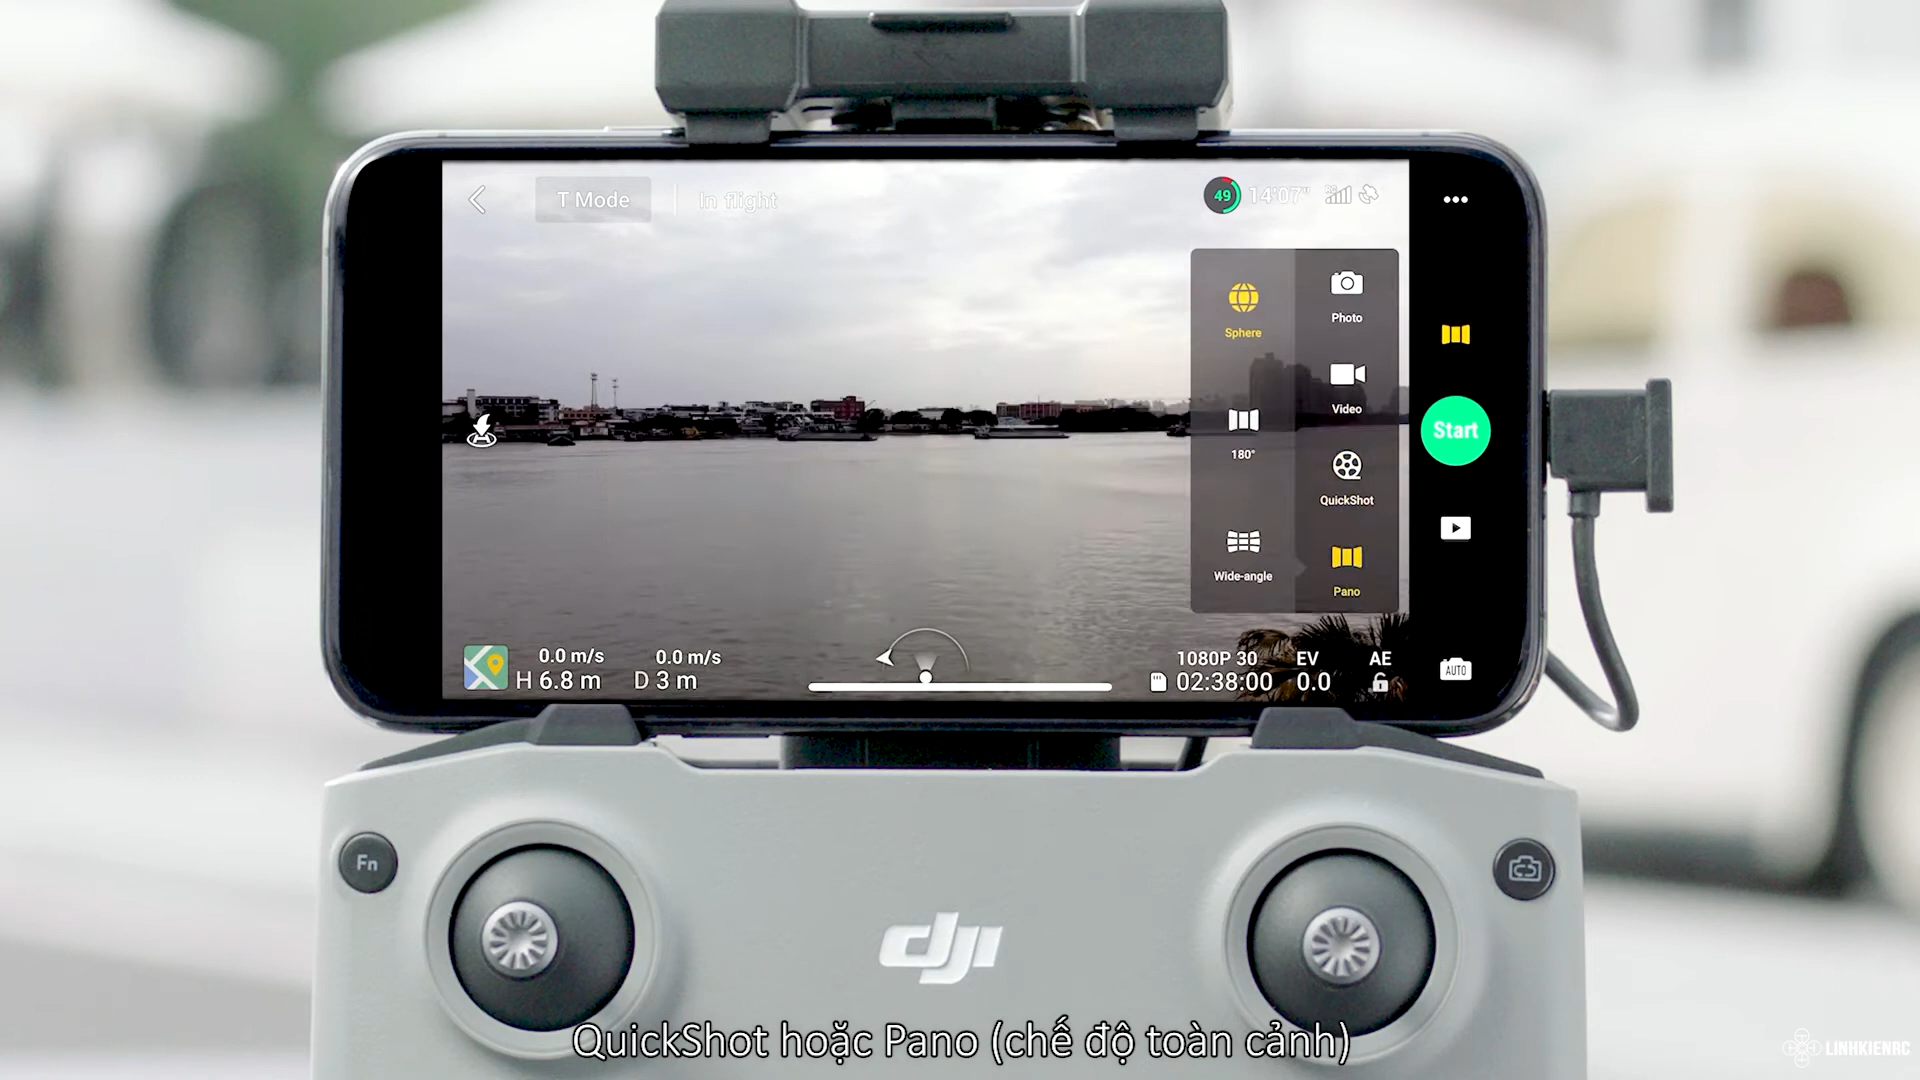 T Mode
In flight
49
14'07"
RC
Sphere
Photo
Video
180°
QuickShot
Wide-angle
Pano
Start
0.0 m/s
0.0 m/s
H 6.8 m
D 3 m
1080P 30
EV
AE
02:38:00
0.0
AUTO
Fn
dji
QuickShot hoặc Pano (chế độ toàn cảnh)
LINHKIENRC